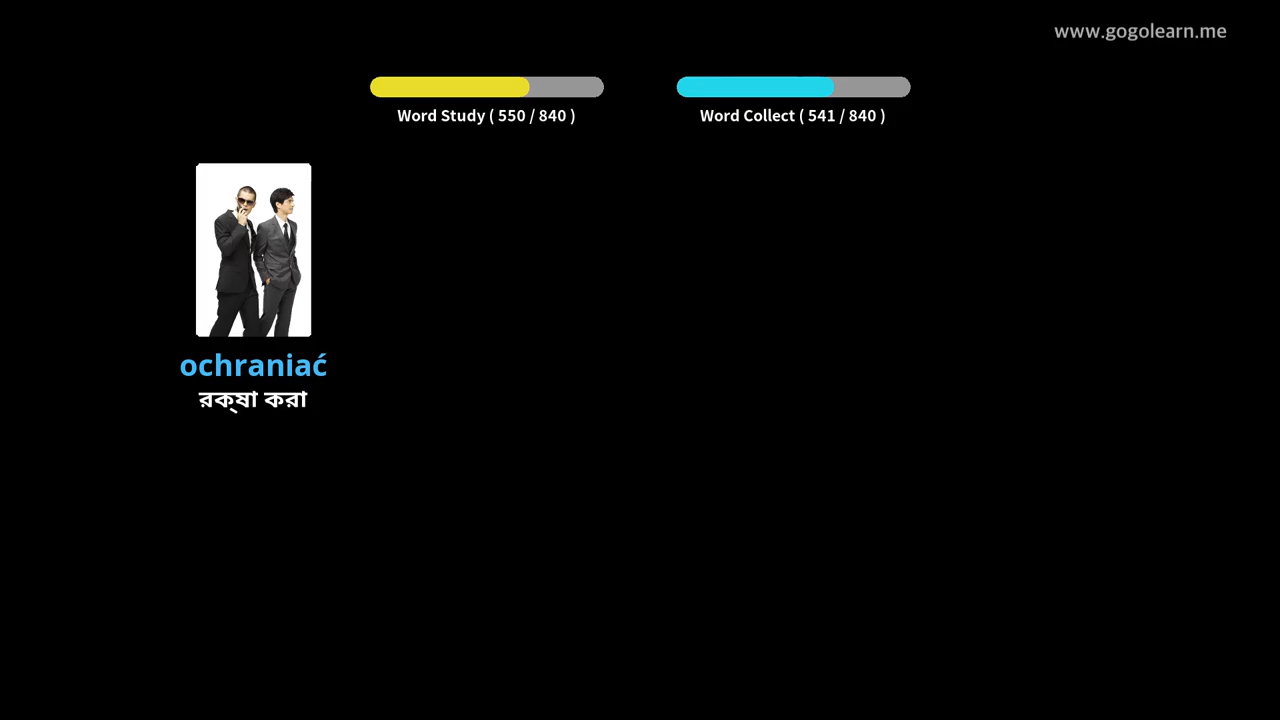 www.gogolearn.me
Word Study ( 550 / 840 )
Word Collect ( 541 / 840 )
ochraniać
রক্ষা করা